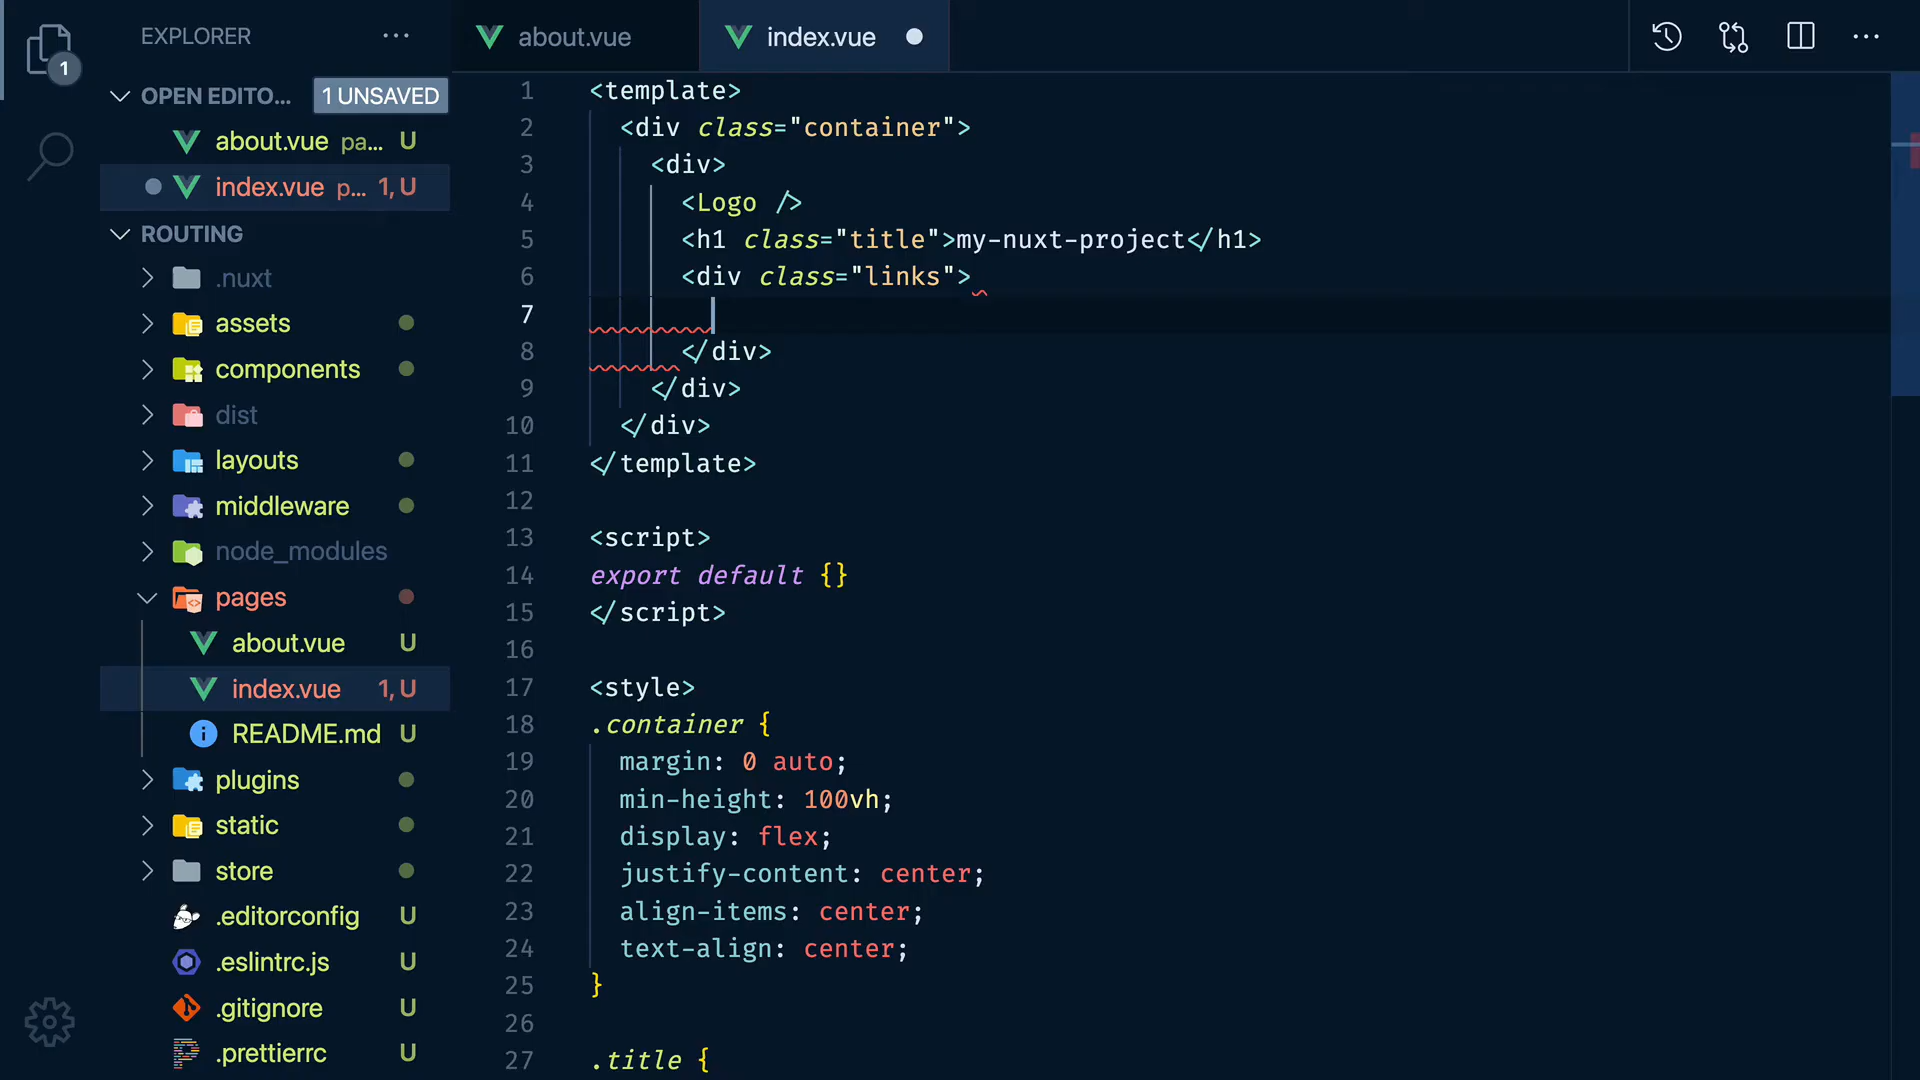 EXPLORER
1
OPEN EDITO... 1 UNSAVED
about.vue pa... U
index.vue p... 1, U
ROUTING
.nuxt
assets
components
dist
layouts
middleware
node_modules
pages
about.vue U
index.vue 1, U
README.md U
plugins
static
store
.editorconfig U
.eslintrc.js U
.gitignore U
.prettierrc U
about.vue
index.vue
1 <template>
2 <div class="container">
3 <div>
4 <Logo />
5 <h1 class="title">my-nuxt-project</h1>
6 <div class="links">
7
8 </div>
9 </div>
10 </div>
11 </template>
12
13 <script>
14 export default {}
15 </script>
16
17 <style>
18 .container {
19 margin: 0 auto;
20 min-height: 100vh;
21 display: flex;
22 justify-content: center;
23 align-items: center;
24 text-align: center;
25 }
26
27 .title {